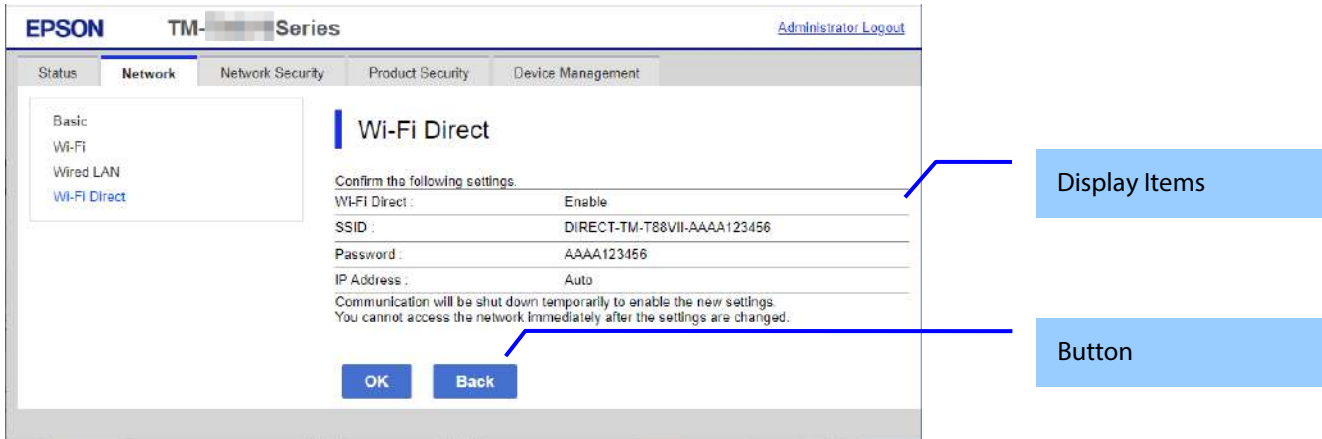 EPSON TM- Series Administrator Logout
Status Network Network Security Product Security Device Management
Basic
Wi-Fi
Wired LAN
Wi-Fi Direct
Wi-Fi Direct
Confirm the following settings.
Wi-Fi Direct : Enable
SSID : DIRECT-TM-T88VII-AAAA123456
Password : AAAA123456
IP Address : Auto
Communication will be shut down temporarily to enable the new settings.
You cannot access the network immediately after the settings are changed.
OK Back
Display Items
Button